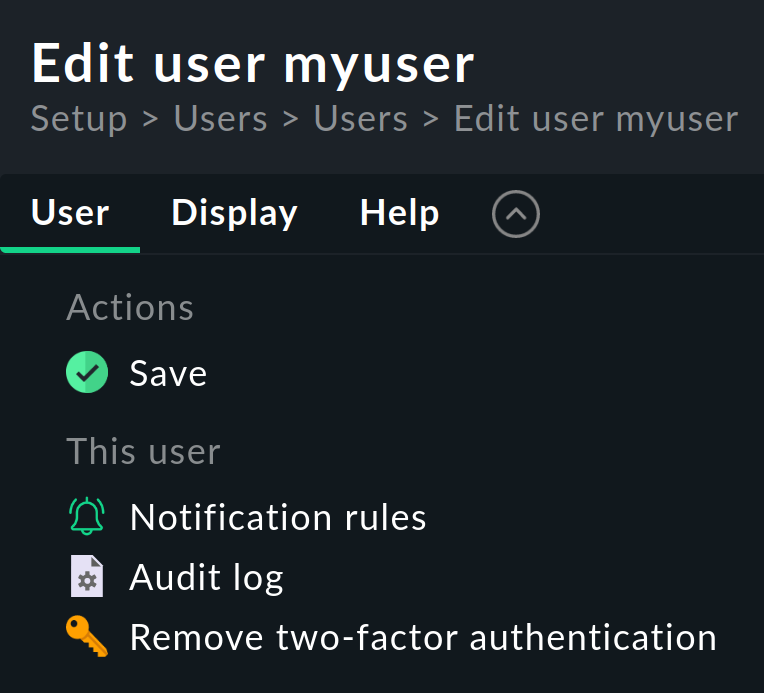 Edit user myuser
Setup > Users > Users > Edit user myuser
User Display Help
Actions
Save
This user
Notification rules
Audit log
Remove two-factor authentication